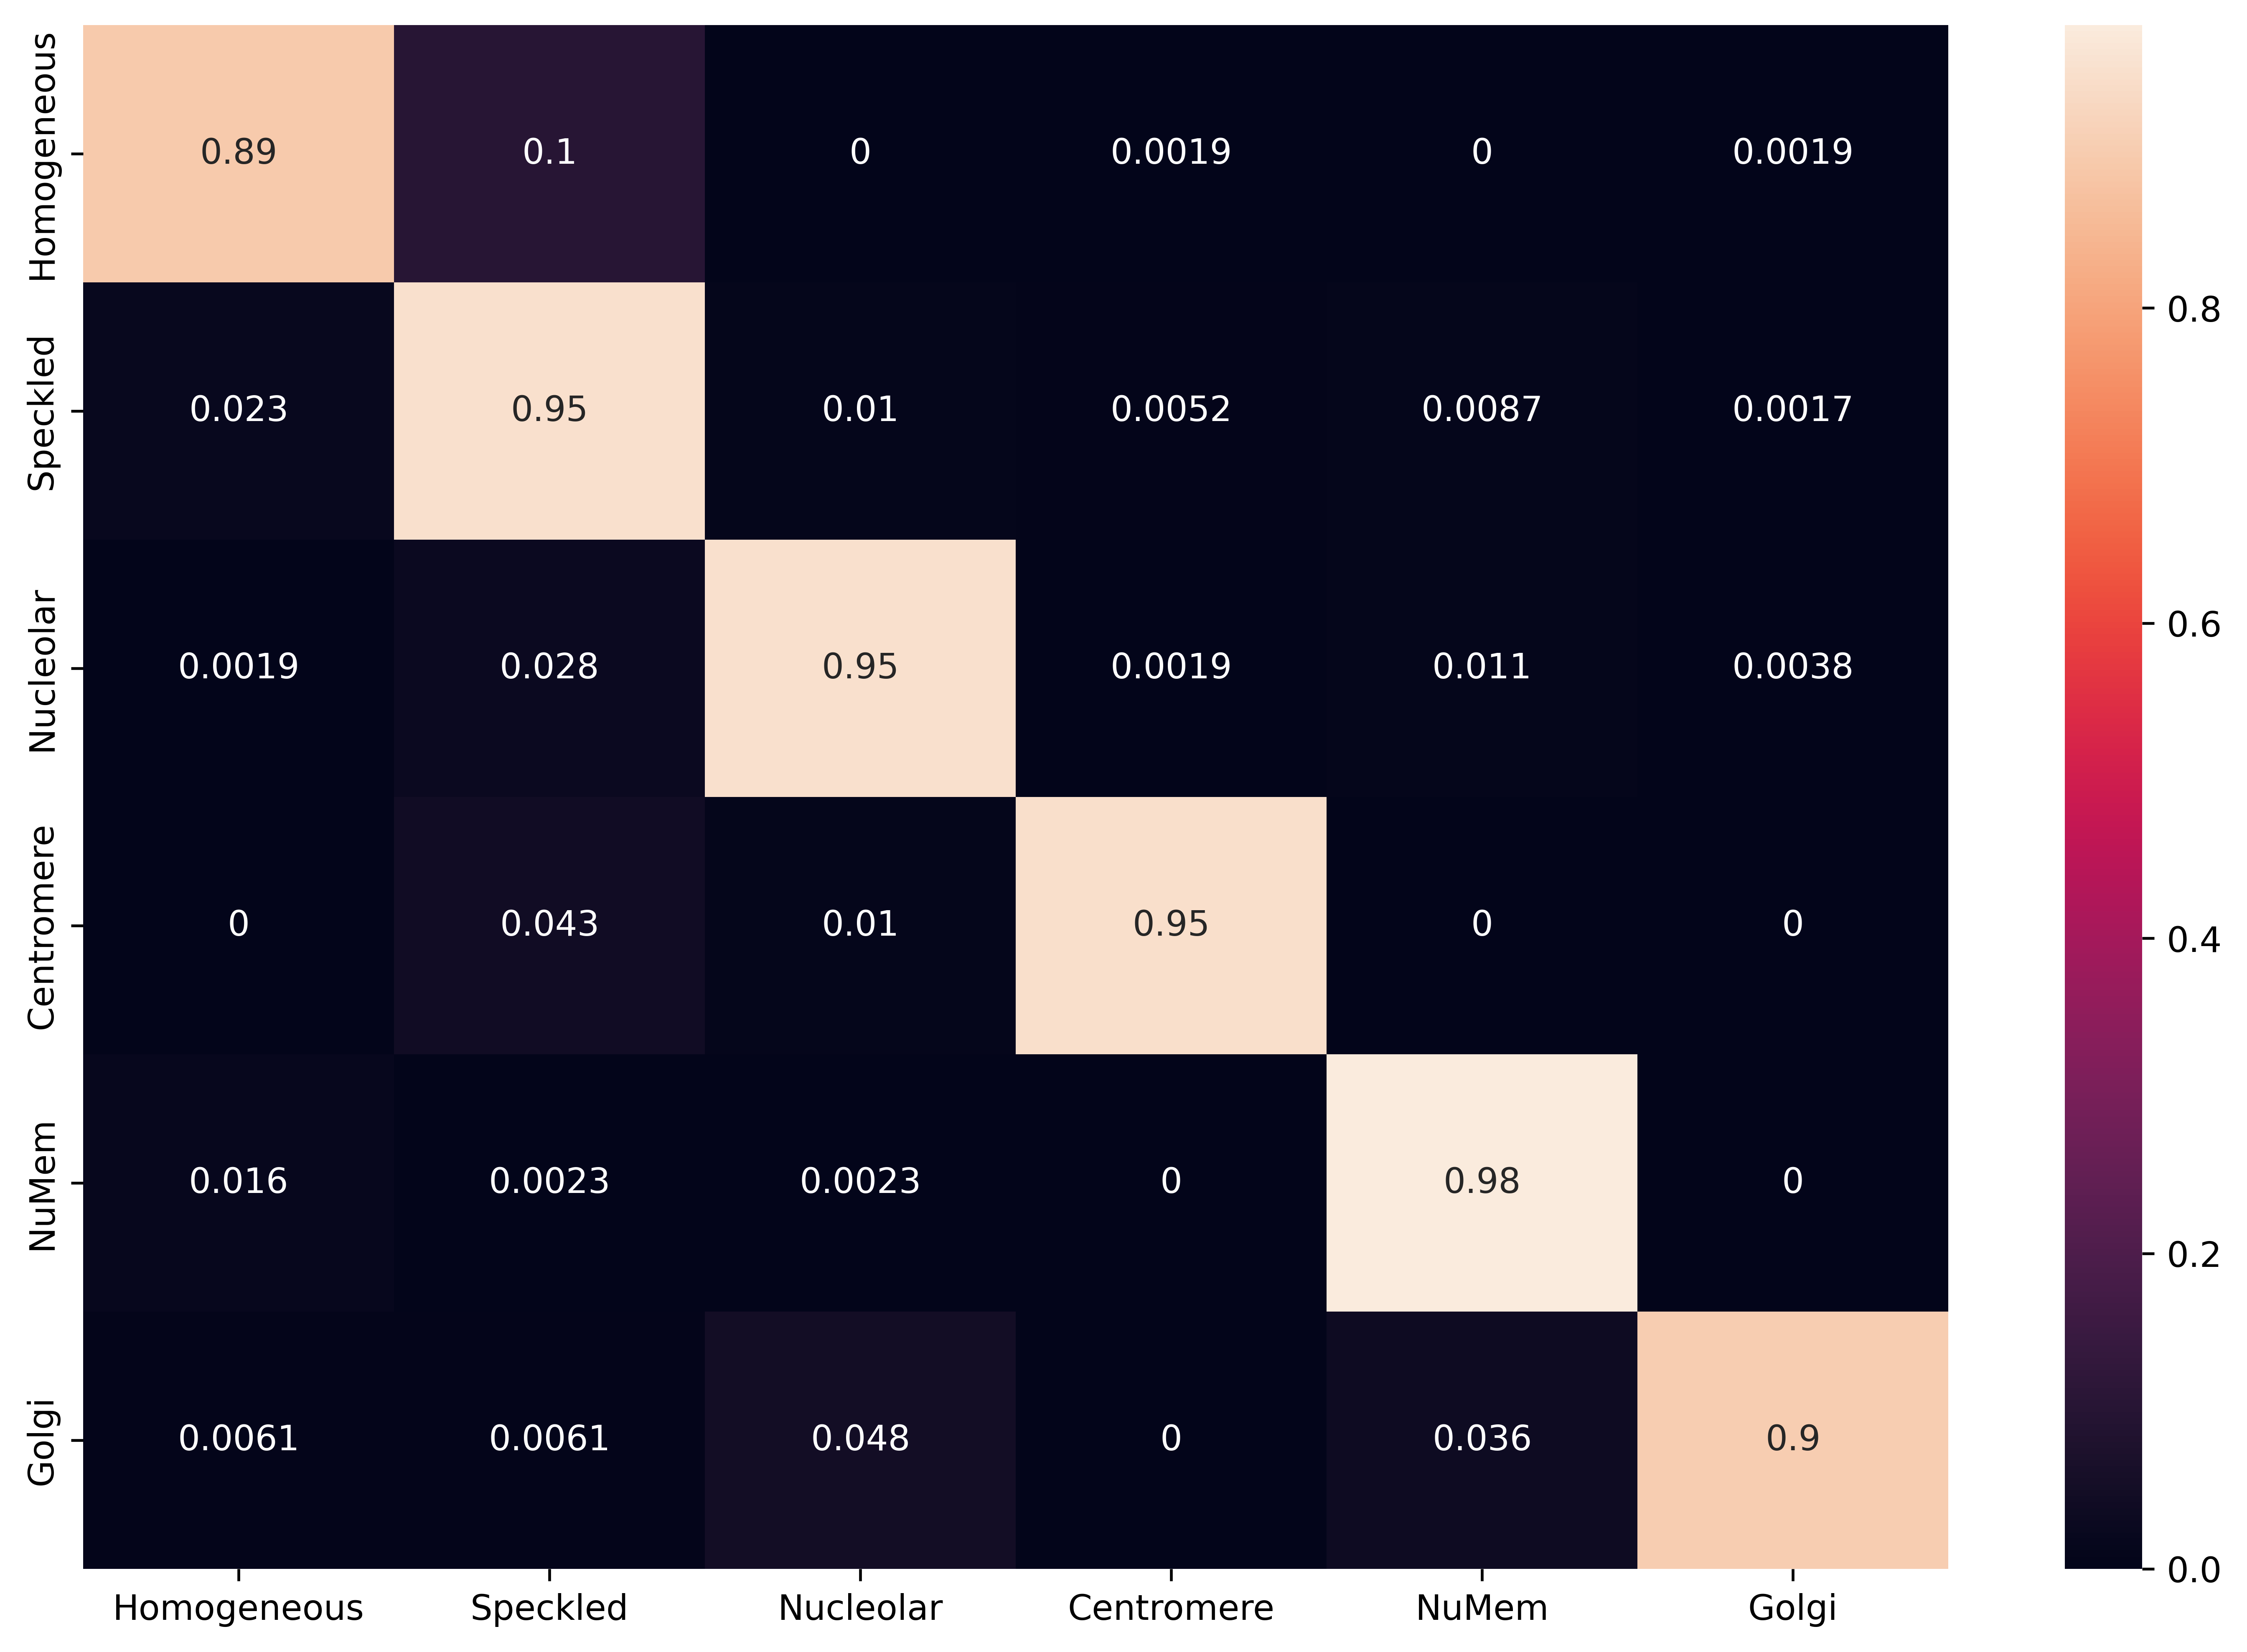 Homogeneous 0.89 0.1 0 0.0019 0 0.0019
Speckled 0.023 0.95 0.01 0.0052 0.0087 0.0017
Nucleolar 0.0019 0.028 0.95 0.0019 0.011 0.0038
Centromere 0 0.043 0.01 0.95 0 0
NuMem 0.016 0.0023 0.0023 0 0.98 0
Golgi 0.0061 0.0061 0.048 0 0.036 0.9
Homogeneous Speckled Nucleolar Centromere NuMem Golgi
0.8
0.6
0.4
0.2
0.0